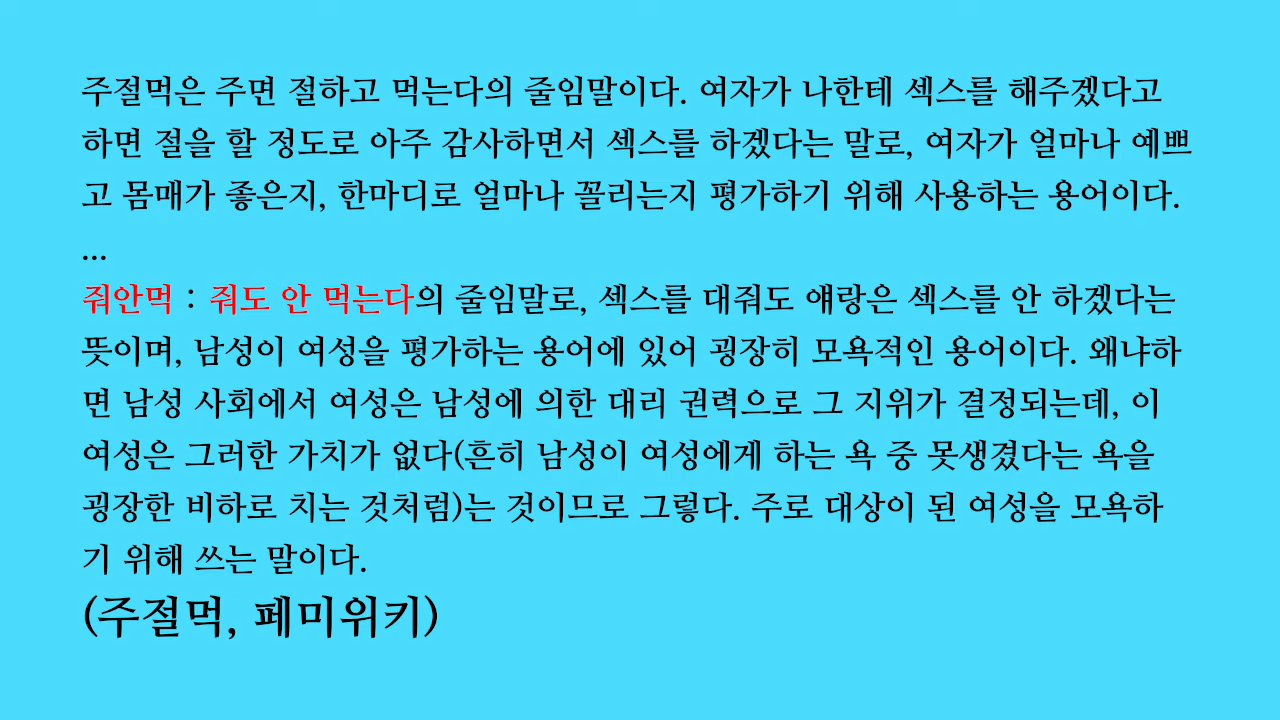 주절먹은 주면 절하고 먹는다의 줄임말이다. 여자가 나한테 섹스를 해주겠다고
하면 절을 할 정도로 아주 감사하면서 섹스를 하겠다는 말로, 여자가 얼마나 예쁘
고 몸매가 좋은지, 한마디로 얼마나 꼴리는지 평가하기 위해 사용하는 용어이다.
...
줘안먹 : 줘도 안 먹는다의 줄임말로, 섹스를 대줘도 얘랑은 섹스를 안 하겠다는
뜻이며, 남성이 여성을 평가하는 용어에 있어 굉장히 모욕적인 용어이다. 왜냐하
면 남성 사회에서 여성은 남성에 의한 대리 권력으로 그 지위가 결정되는데, 이
여성은 그러한 가치가 없다(흔히 남성이 여성에게 하는 욕 중 못생겼다는 욕을
굉장한 비하로 치는 것처럼)는 것이므로 그렇다. 주로 대상이 된 여성을 모욕하
기 위해 쓰는 말이다.
(주절먹, 페미위키)